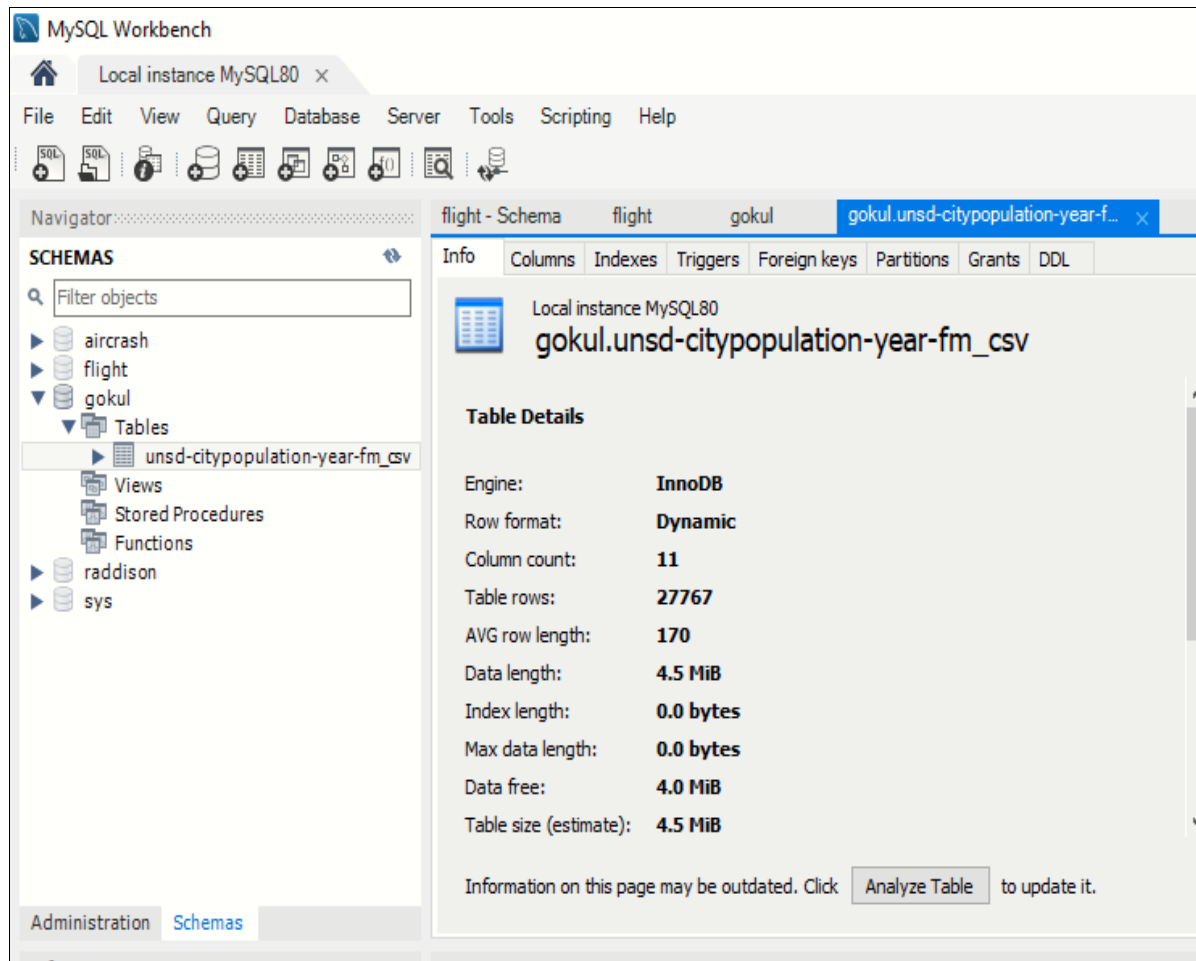 MySQL Workbench
Local instance MySQL80
File Edit View Query Database Server Tools Scripting Help
SQL SQL
Navigator
SCHEMAS
Filter objects
aircrash
flight
gokul
Tables
unsd-citypopulation-year-fm_csv
Views
Stored Procedures
Functions
raddison
sys
Administration Schemas
flight - Schema flight gokul gokul.unsd-citypopulation-year-f...
Info Columns Indexes Triggers Foreign keys Partitions Grants DDL
Local instance MySQL80
gokul.unsd-citypopulation-year-fm_csv
Table Details
Engine: InnoDB
Row format: Dynamic
Column count: 11
Table rows: 27767
AVG row length: 170
Data length: 4.5 MiB
Index length: 0.0 bytes
Max data length: 0.0 bytes
Data free: 4.0 MiB
Table size (estimate): 4.5 MiB
Information on this page may be outdated. Click Analyze Table to update it.